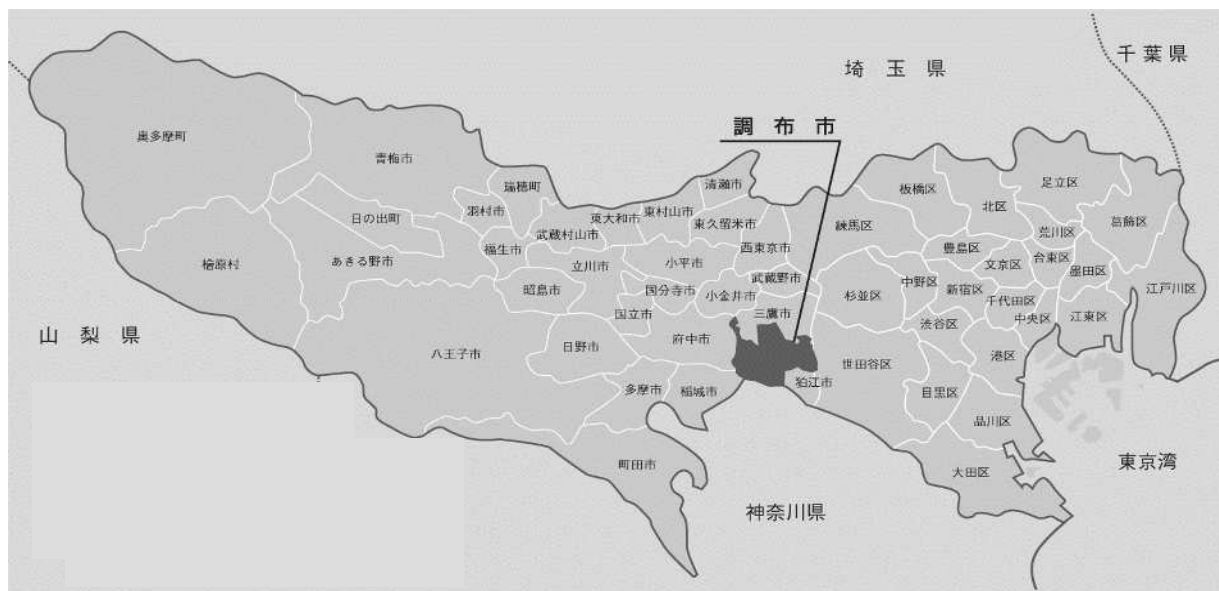 千葉県
埼玉県
調布市
奥多摩町
青梅市
瑞穂町
清瀬市
板橋区
足立区
北区
羽村市
日の出町
東大和市
東村山市
東久留米市
練馬区
荒川区
葛飾区
武蔵村山市
福生市
西東京市
豊島区
文京区
台東区
墨田区
檜原村
あきる野市
立川市
小平市
武蔵野市
中野区
昭島市
国分寺市
小金井市
杉並区
新宿区
千代田区
江戸川区
国立市
三鷹市
渋谷区
中央区
江東区
山梨県
八王子市
日野市
府中市
世田谷区
港区
多摩市
稲城市
狛江市
目黒区
品川区
町田市
大田区
東京湾
神奈川県